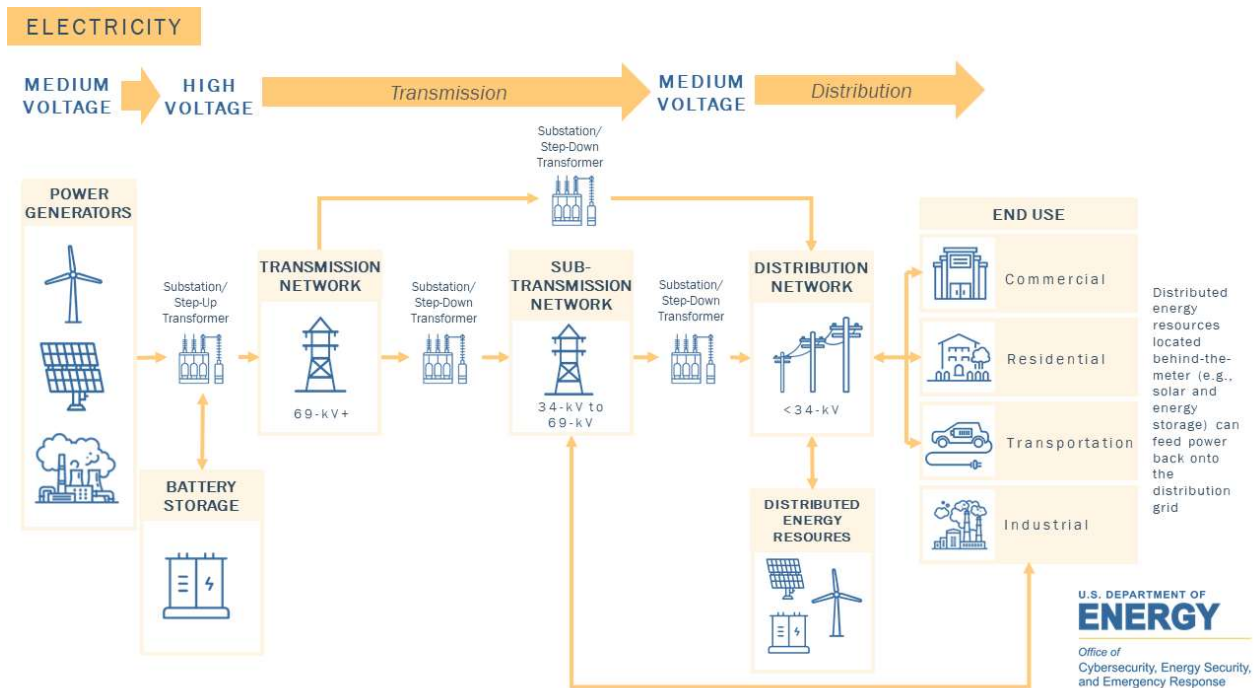 ELECTRICITY
MEDIUM
VOLTAGE
HIGH
VOLTAGE
Transmission
MEDIUM
VOLTAGE
Distribution
Substation/
Step-Down
Transformer
POWER
GENERATORS
Substation/
Step-Up
Transformer
BATTERY
STORAGE
TRANSMISSION
NETWORK
69-kV+
Substation/
Step-Down
Transformer
SUB-
TRANSMISSION
NETWORK
34-kV to
69-kV
Substation/
Step-Down
Transformer
DISTRIBUTION
NETWORK
<34-kV
DISTRIBUTED
ENERGY
RESOURES
END USE
Commercial
Residential
Transportation
Industrial
Distributed
energy
resources
located
behind-the-
meter (e.g.,
solar and
energy
storage) can
feed power
back onto
the
distribution
grid
U.S. DEPARTMENT OF
ENERGY
Office of
Cybersecurity, Energy Security,
and Emergency Response